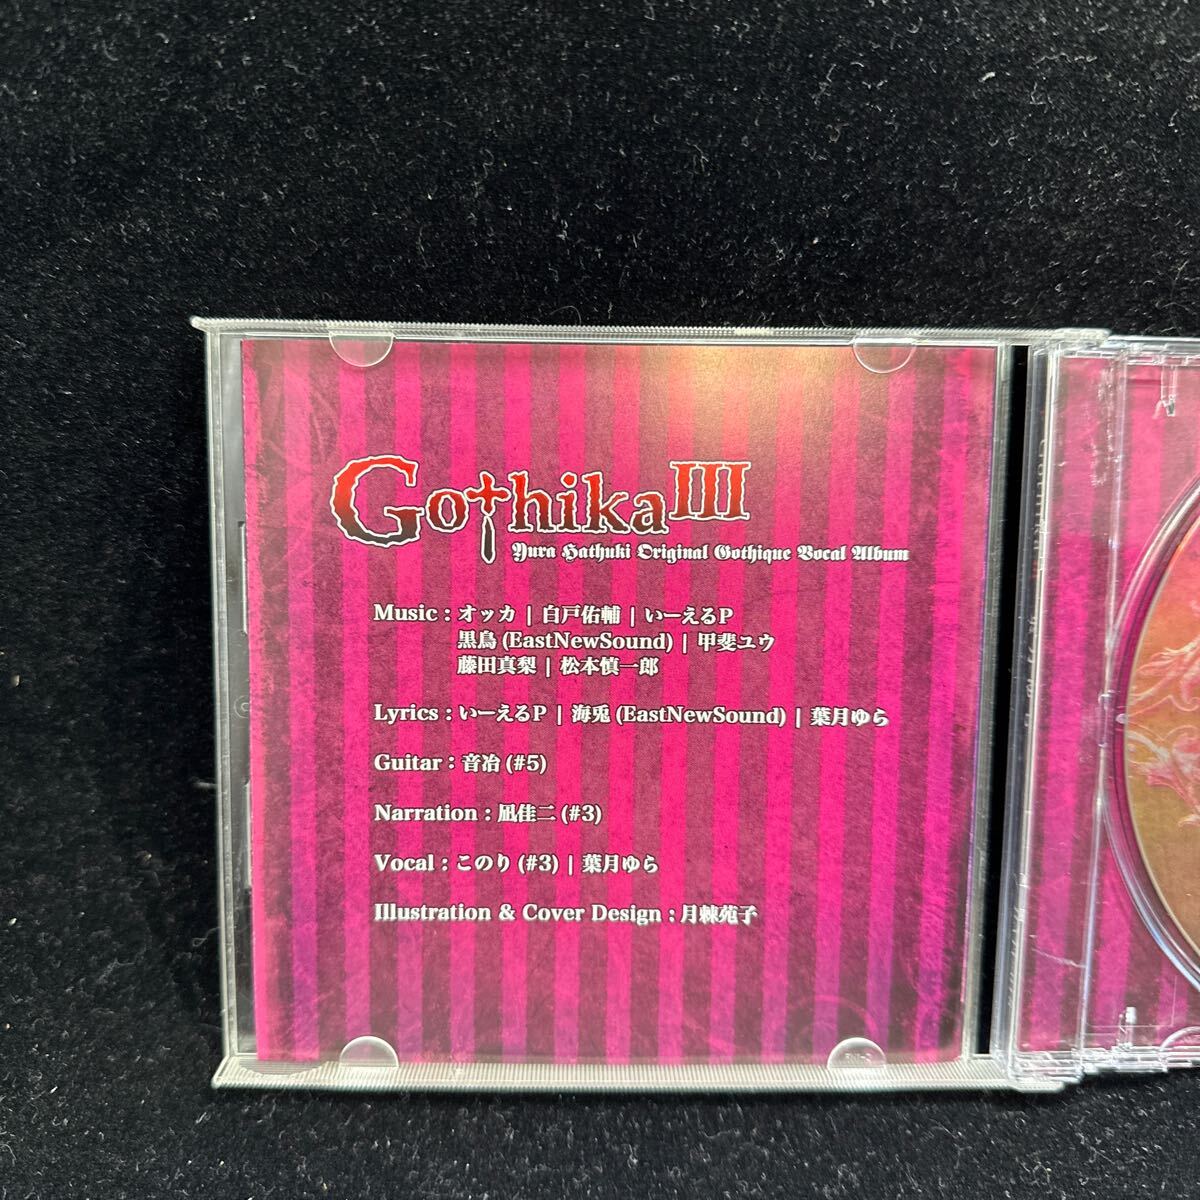 Gothika III
Yura Hathuki Original Gothique Vocal Album
Music : オッカ | 白戸佑輔 | いーえるP
黒鳥 (EastNewSound) | 甲斐ユウ
藤田真梨 | 松本慎一郎
Lyrics : いーえるP | 海兎 (EastNewSound) | 葉月ゆら
Guitar : 音冶 (#5)
Narration : 凪佳二 (#3)
Vocal : このり (#3) | 葉月ゆら
Illustration & Cover Design : 月棘苑子